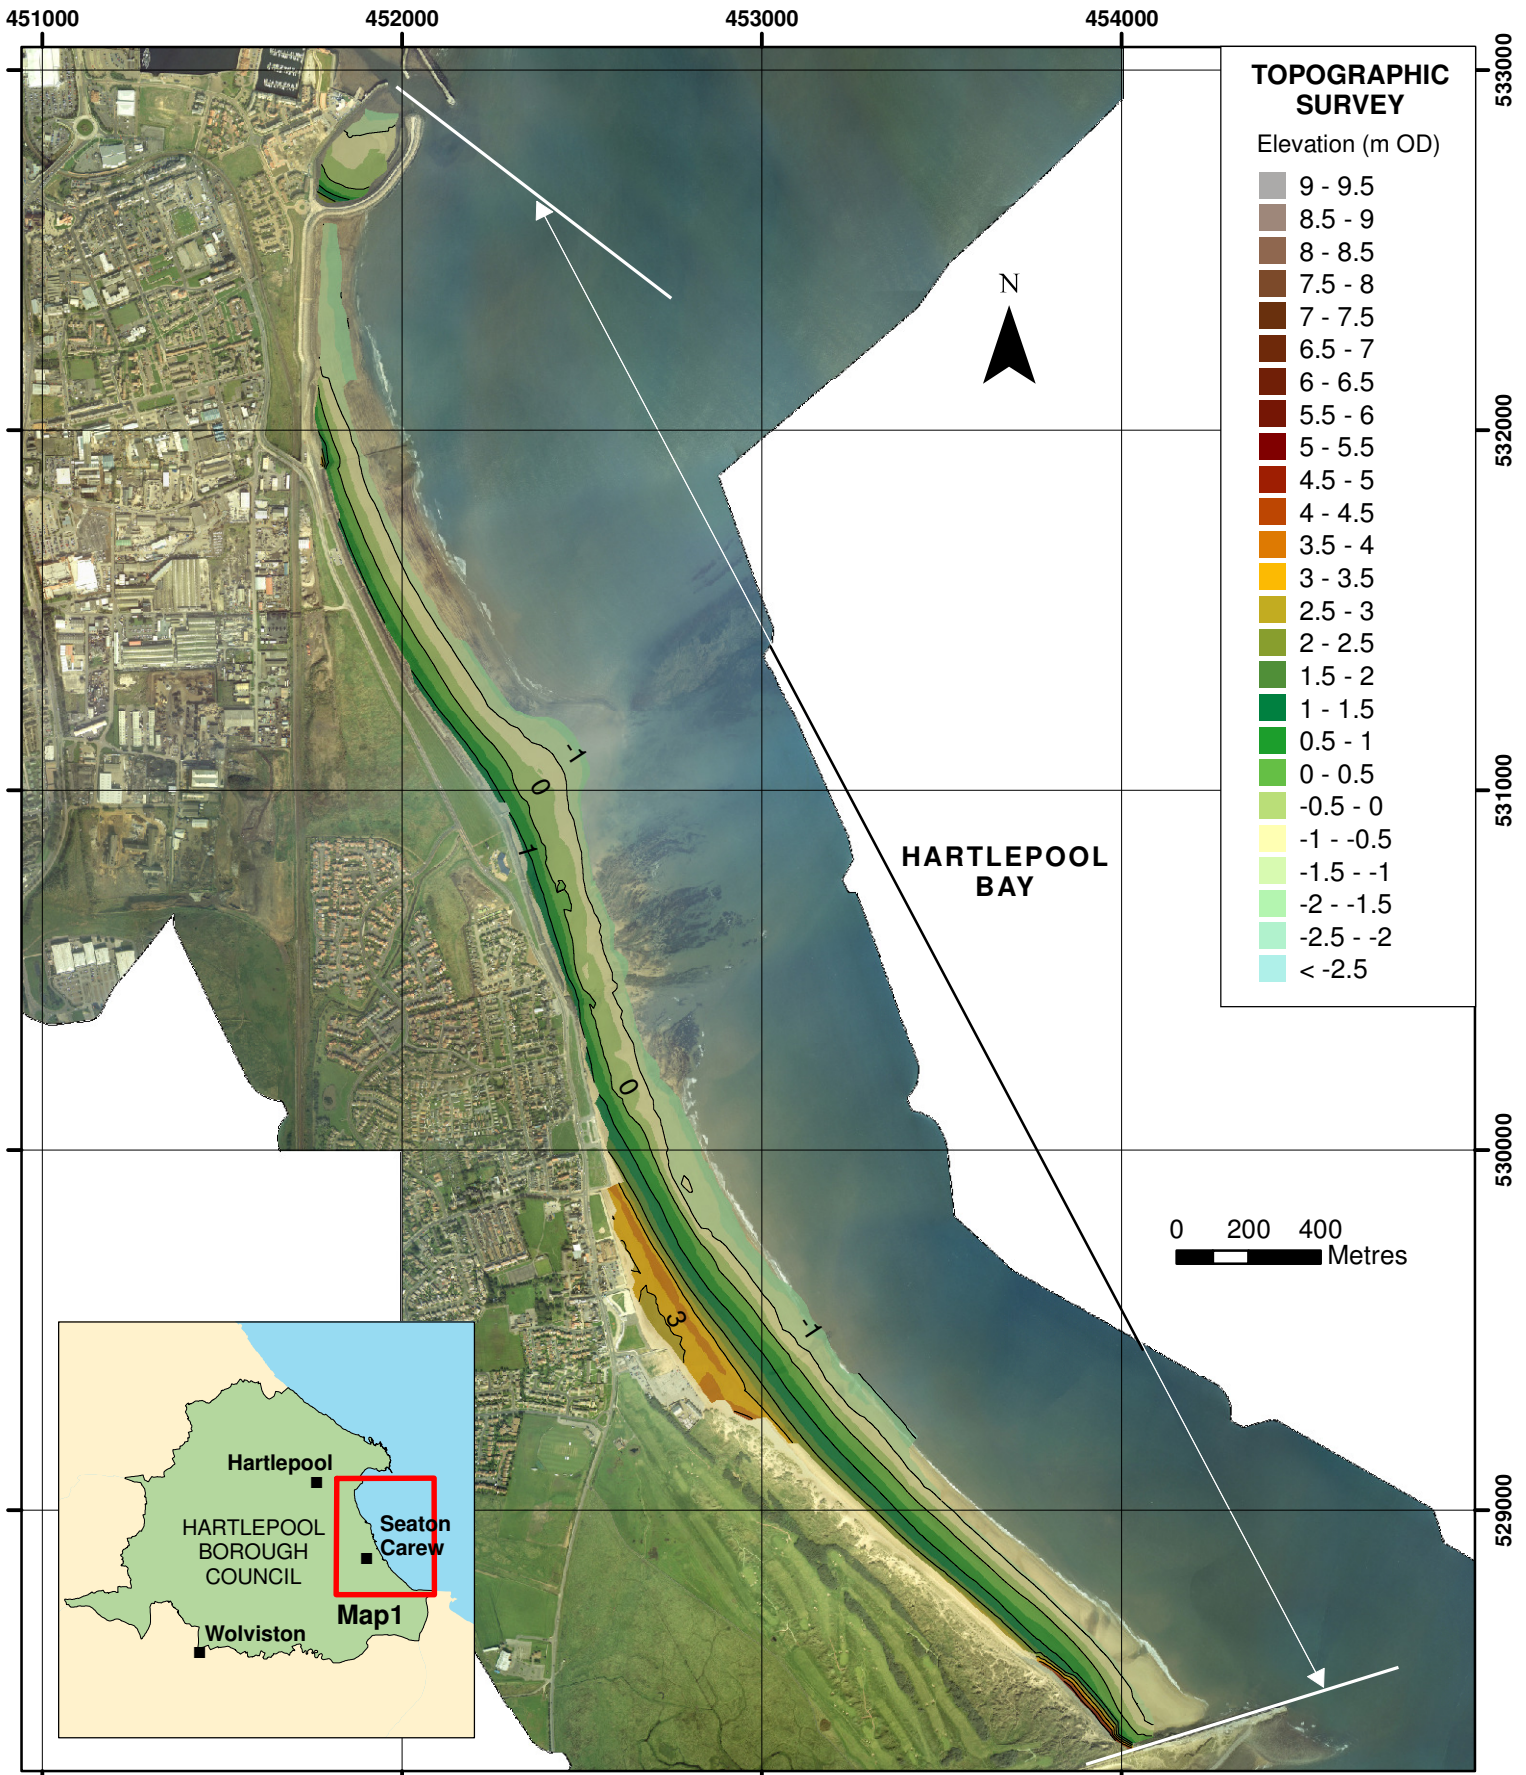 451000
452000
453000
454000
533000
532000
531000
530000
529000
TOPOGRAPHIC
SURVEY
Elevation (m OD)
9 - 9.5
8.5 - 9
8 - 8.5
7.5 - 8
7 - 7.5
6.5 - 7
6 - 6.5
5.5 - 6
5 - 5.5
4.5 - 5
4 - 4.5
3.5 - 4
3 - 3.5
2.5 - 3
2 - 2.5
1.5 - 2
1 - 1.5
0.5 - 1
0 - 0.5
-0.5 - 0
-1 - -0.5
-1.5 - -1
-2 - -1.5
-2.5 - -2
< -2.5
N
-1
0
1
HARTLEPOOL
BAY
0
0 200 400
Metres
3
-1
Hartlepool
HARTLEPOOL
BOROUGH
COUNCIL
Seaton
Carew
Map1
Wolviston